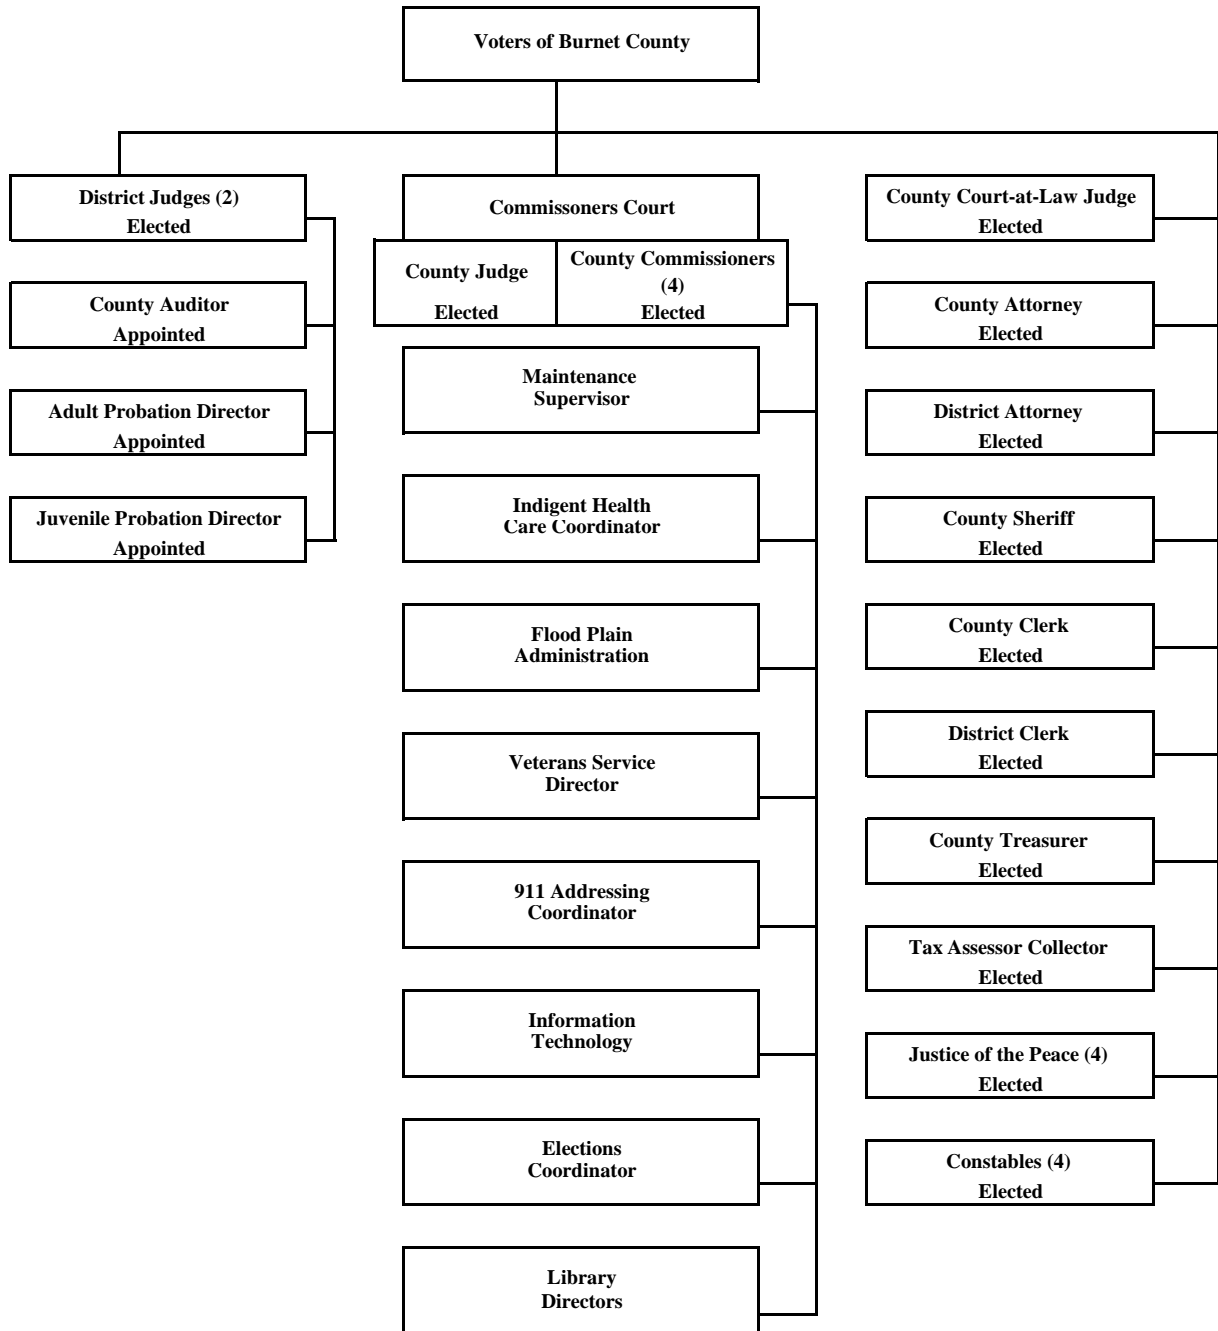 Voters of Burnet County
District Judges (2)
Elected
County Auditor
Appointed
Adult Probation Director
Appointed
Juvenile Probation Director
Appointed
Commissoners Court
County Judge
Elected
County Commissioners
(4)
Elected
Maintenance
Supervisor
Indigent Health
Care Coordinator
Flood Plain
Administration
Veterans Service
Director
911 Addressing
Coordinator
Information
Technology
Elections
Coordinator
Library
Directors
County Court-at-Law Judge
Elected
County Attorney
Elected
District Attorney
Elected
County Sheriff
Elected
County Clerk
Elected
District Clerk
Elected
County Treasurer
Elected
Tax Assessor Collector
Elected
Justice of the Peace (4)
Elected
Constables (4)
Elected